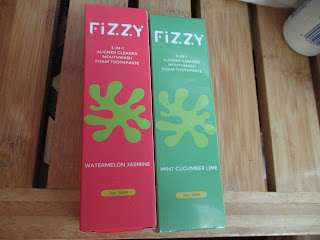 FiZZY
3-IN-1
ALIGNER CLEANER
MOUTHWASH
FOAM TOOTHPASTE
WATERMELON JASMINE
FiZZY
3-IN-1
ALIGNER CLEANER
MOUTHWASH
FOAM TOOTHPASTE
MINT CUCUMBER LIME